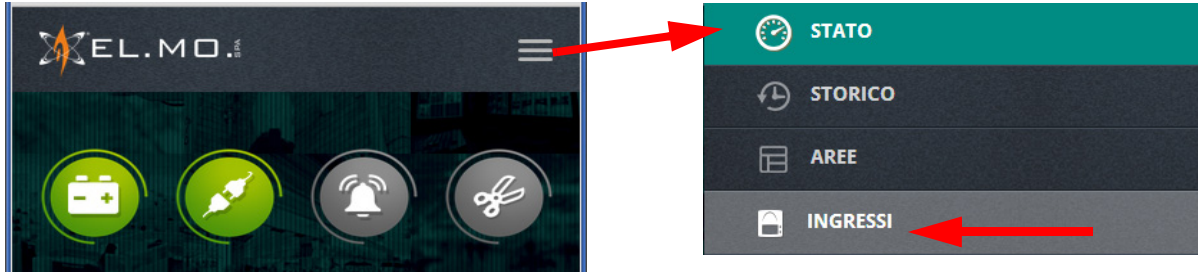 EL.MO. SPA
STATO
STORICO
AREE
INGRESSI